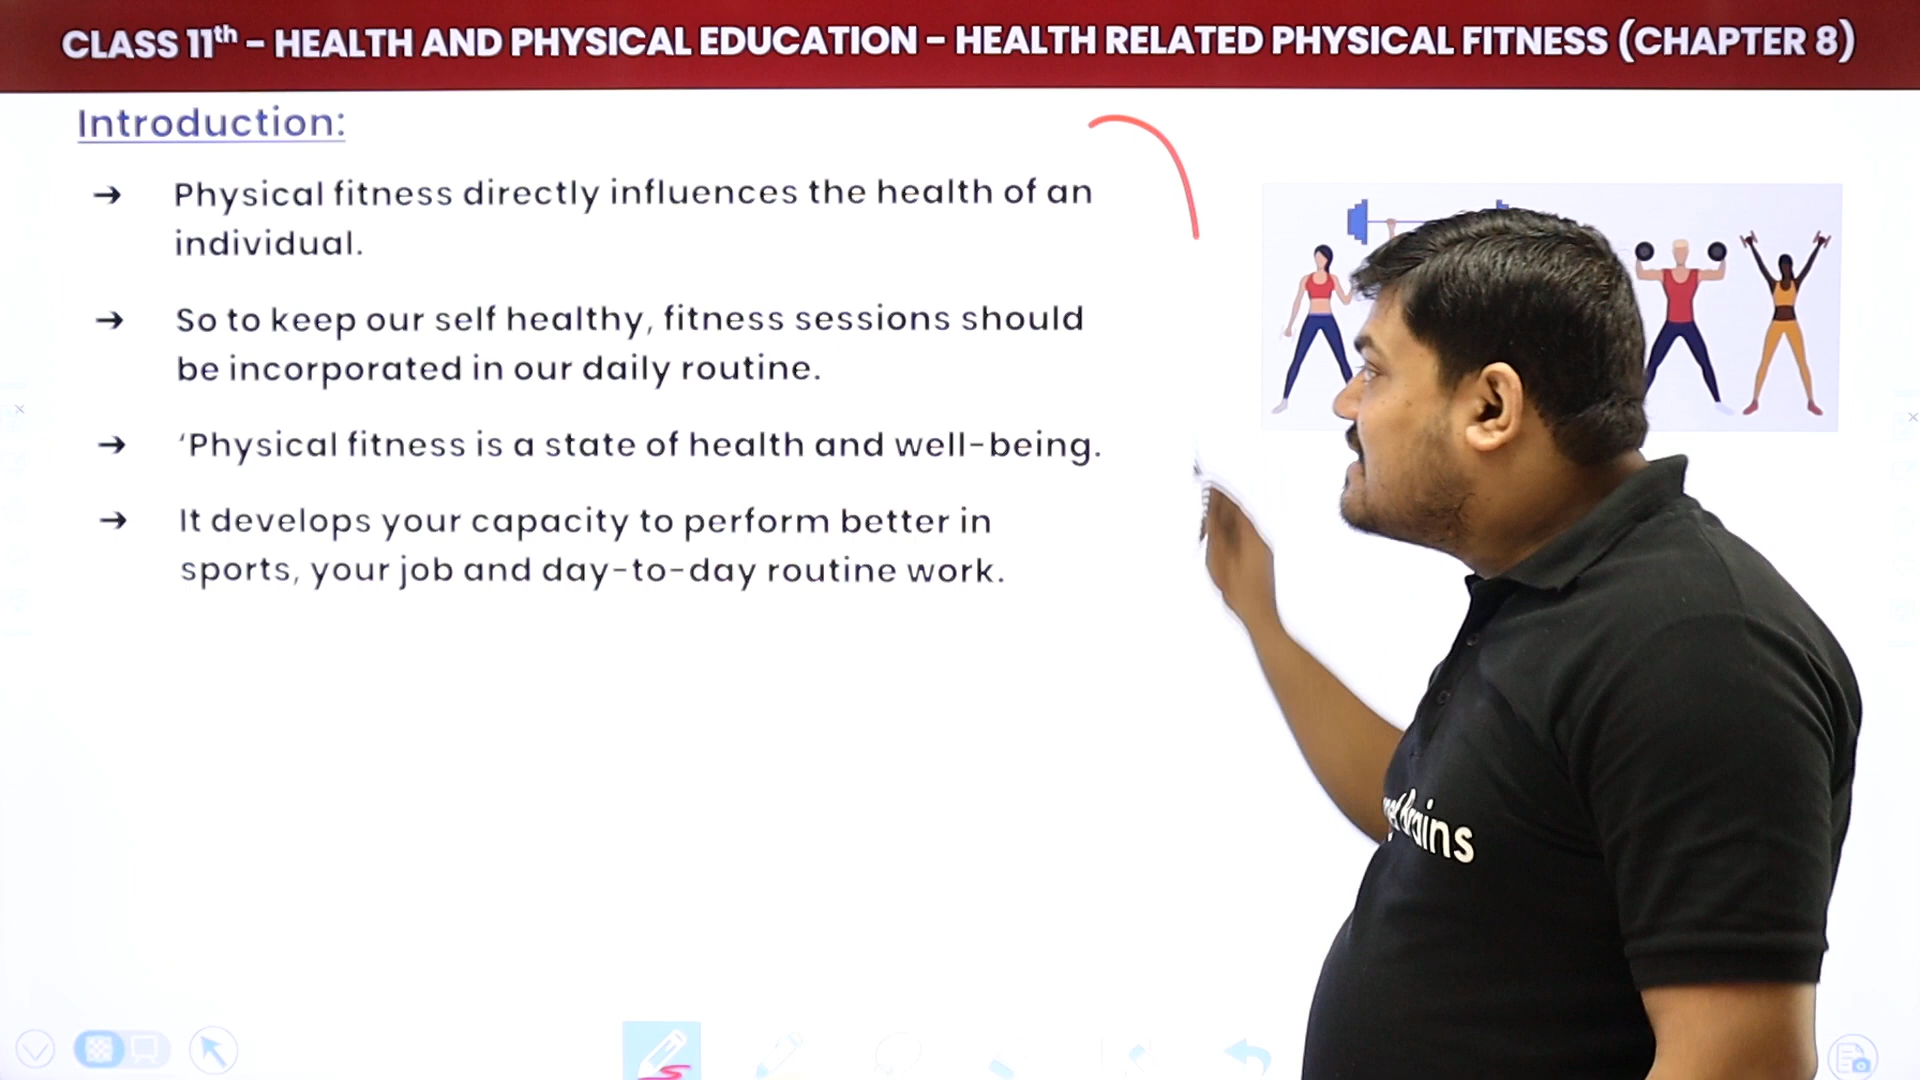 CLASS 11th – HEALTH AND PHYSICAL EDUCATION – HEALTH RELATED PHYSICAL FITNESS (CHAPTER 8)
Introduction:
➔ Physical fitness directly influences the health of an
individual.
➔ So to keep our self healthy, fitness sessions should
be incorporated in our daily routine.
➔ ‘Physical fitness is a state of health and well-being.
➔ It develops your capacity to perform better in
sports, your job and day-to-day routine work.
Brains